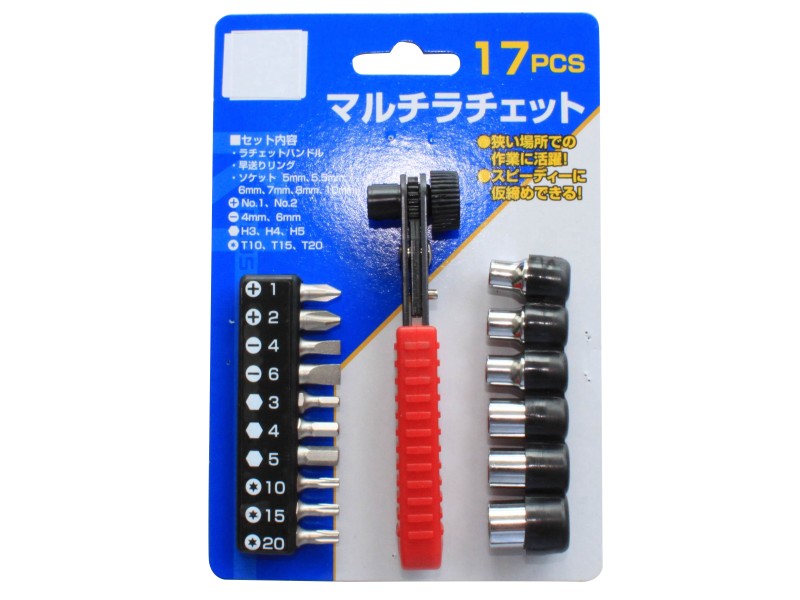 17PCS
マルチラチェット
■セット内容
・ラチェットハンドル
・早送りリング
・ソケット 5mm、5.5mm、
6mm、7mm、8mm、10mm
No.1、No.2
4mm、6mm
H3、H4、H5
T10、T15、T20
●狭い場所での
作業に活躍!
●スピーディーに
仮締めできる!
1
2
4
6
3
4
5
10
15
20